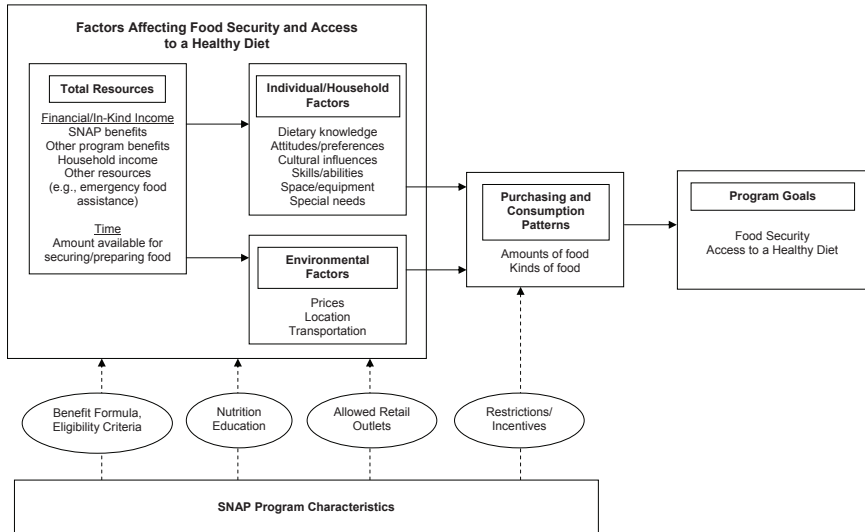 Factors Affecting Food Security and Access
to a Healthy Diet
Total Resources
Financial/In-Kind Income
SNAP benefits
Other program benefits
Household income
Other resources
(e.g., emergency food
assistance)
Time
Amount available for
securing/preparing food
Individual/Household
Factors
Dietary knowledge
Attitudes/preferences
Cultural influences
Skills/abilities
Space/equipment
Special needs
Environmental
Factors
Prices
Location
Transportation
Purchasing and
Consumption
Patterns
Amounts of food
Kinds of food
Program Goals
Food Security
Access to a Healthy Diet
Benefit Formula,
Eligibility Criteria
Nutrition
Education
Allowed Retail
Outlets
Restrictions/
Incentives
SNAP Program Characteristics